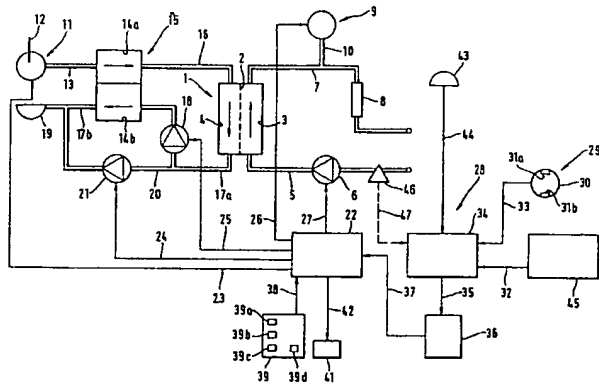 12 11 14a 15 16 2 9 43
13 1 10
4 3 7 8 44 29
18 31a
19 17b 14b 30
28 31b
21 20 17a 5 6 46 33
26 27 47 34
25 22
24
23 37 35 32
38 42 45
39a 36
39b
39c 39d
39 41